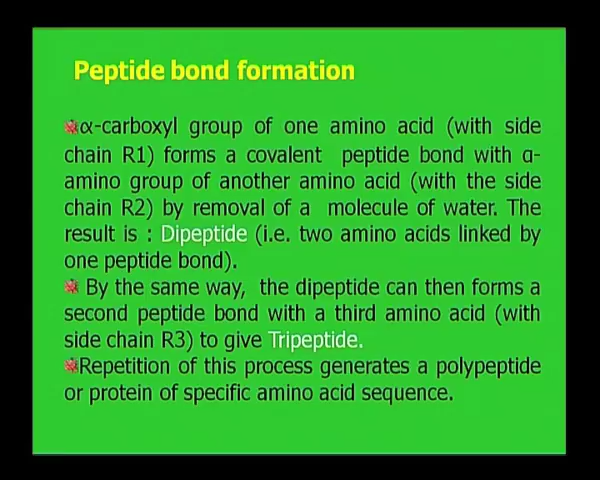 Peptide bond formation
α-carboxyl group of one amino acid (with side
chain R1) forms a covalent peptide bond with α-
amino group of another amino acid (with the side
chain R2) by removal of a molecule of water. The
result is : Dipeptide (i.e. two amino acids linked by
one peptide bond).
By the same way, the dipeptide can then forms a
second peptide bond with a third amino acid (with
side chain R3) to give Tripeptide.
Repetition of this process generates a polypeptide
or protein of specific amino acid sequence.